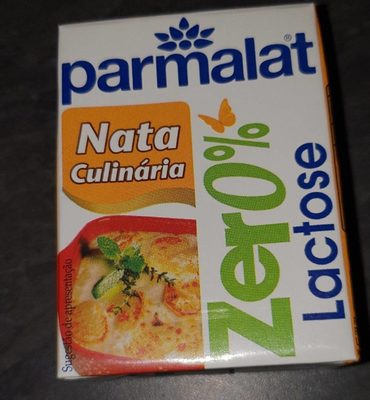 parmalat®
Nata
Culinária
Zer0%
Lactose
Sugestão de apresentação